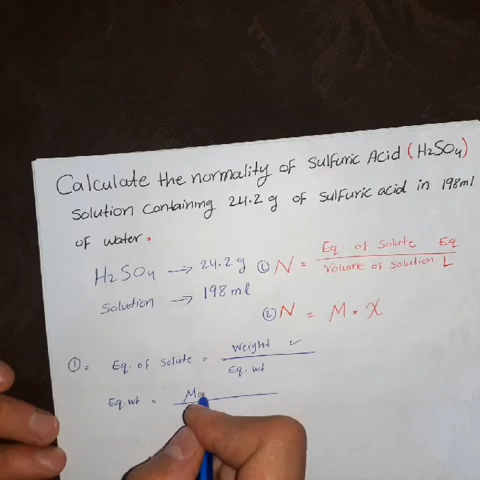 Calculate the normality of Sulfuric Acid (H2SO4)
Solution Containing 24.2 g of sulfuric acid in 198ml
of water.
H2SO4 → 24.2 g
Solution → 198 ml
① N = Eq. of solute Eq / Volume of solution L
② N = M . X
①= Eq. of solute = Weight ✓ / Eq. wt
Eq. wt =